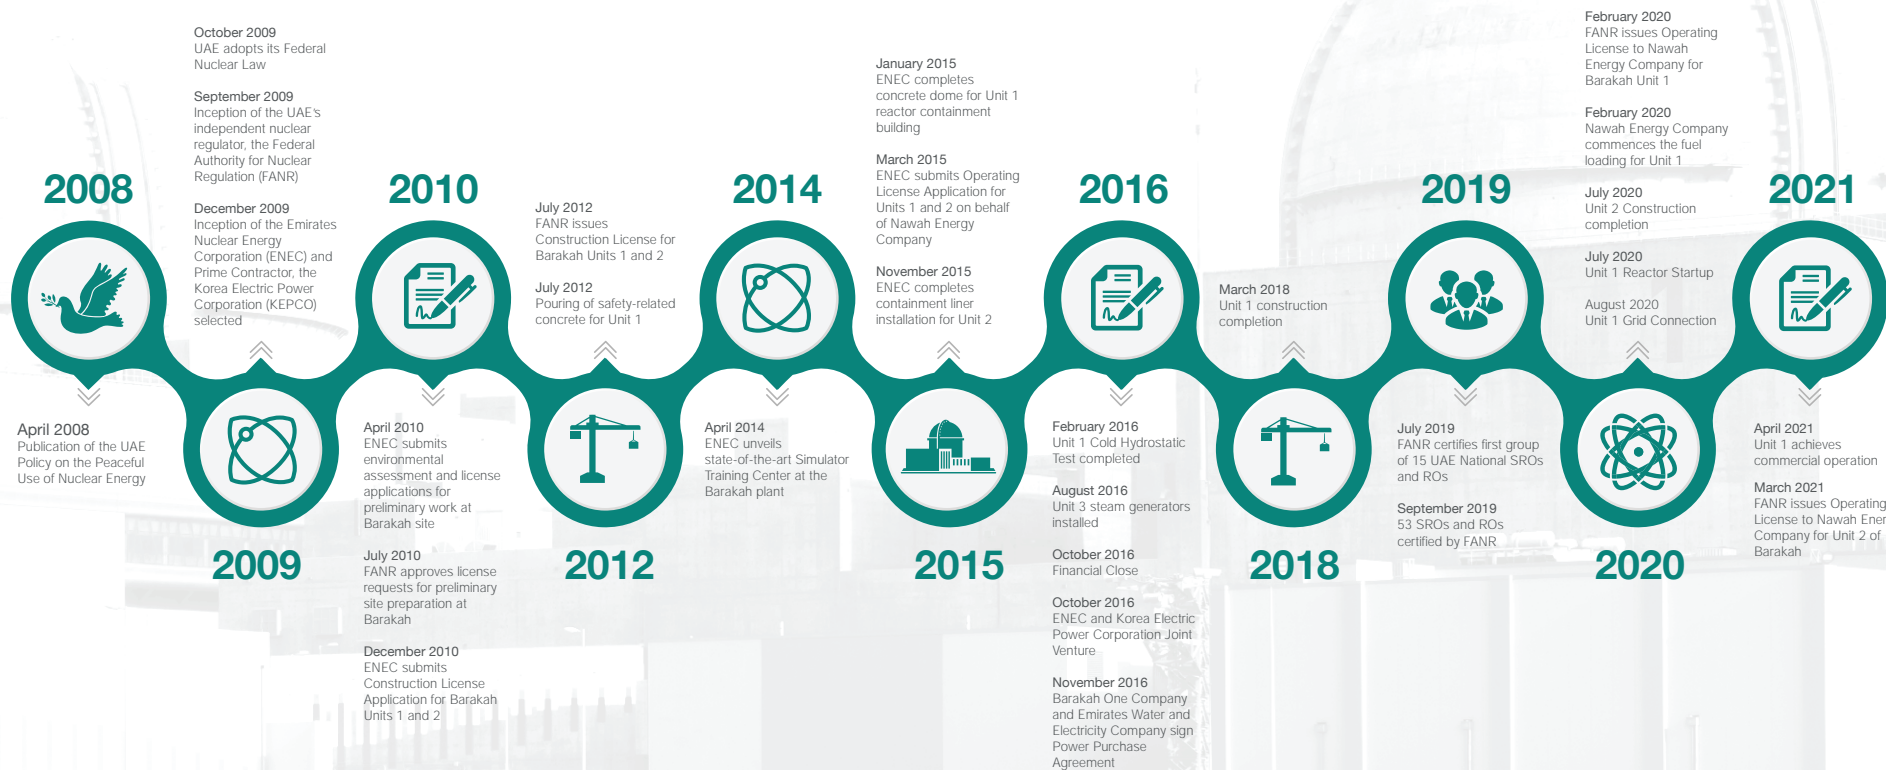 2008
April 2008
Publication of the UAE
Policy on the Peaceful
Use of Nuclear Energy
October 2009
UAE adopts its Federal
Nuclear Law
September 2009
Inception of the UAE's
independent nuclear
regulator, the Federal
Authority for Nuclear
Regulation (FANR)
December 2009
Inception of the Emirates
Nuclear Energy
Corporation (ENEC) and
Prime Contractor, the
Korea Electric Power
Corporation (KEPCO)
selected
2009
2010
April 2010
ENEC submits
environmental
assessment and license
applications for
preliminary work at
Barakah site
July 2010
FANR approves license
requests for preliminary
site preparation at
Barakah
December 2010
ENEC submits
Construction License
Application for Barakah
Units 1 and 2
July 2012
FANR issues
Construction License for
Barakah Units 1 and 2
July 2012
Pouring of safety-related
concrete for Unit 1
2012
2014
April 2014
ENEC unveils
state-of-the-art Simulator
Training Center at the
Barakah plant
January 2015
ENEC completes
concrete dome for Unit 1
reactor containment
building
March 2015
ENEC submits Operating
License Application for
Units 1 and 2 on behalf
of Nawah Energy
Company
November 2015
ENEC completes
containment liner
installation for Unit 2
2015
2016
February 2016
Unit 1 Cold Hydrostatic
Test completed
August 2016
Unit 3 steam generators
installed
October 2016
Financial Close
October 2016
ENEC and Korea Electric
Power Corporation Joint
Venture
November 2016
Barakah One Company
and Emirates Water and
Electricity Company sign
Power Purchase
Agreement
March 2018
Unit 1 construction
completion
2018
2019
July 2019
FANR certifies first group
of 15 UAE National SROs
and ROs
September 2019
53 SROs and ROs
certified by FANR
February 2020
FANR issues Operating
License to Nawah
Energy Company for
Barakah Unit 1
February 2020
Nawah Energy Company
commences the fuel
loading for Unit 1
July 2020
Unit 2 Construction
completion
July 2020
Unit 1 Reactor Startup
August 2020
Unit 1 Grid Connection
2020
2021
April 2021
Unit 1 achieves
commercial operation
March 2021
FANR issues Operating
License to Nawah Ener
Company for Unit 2 of
Barakah